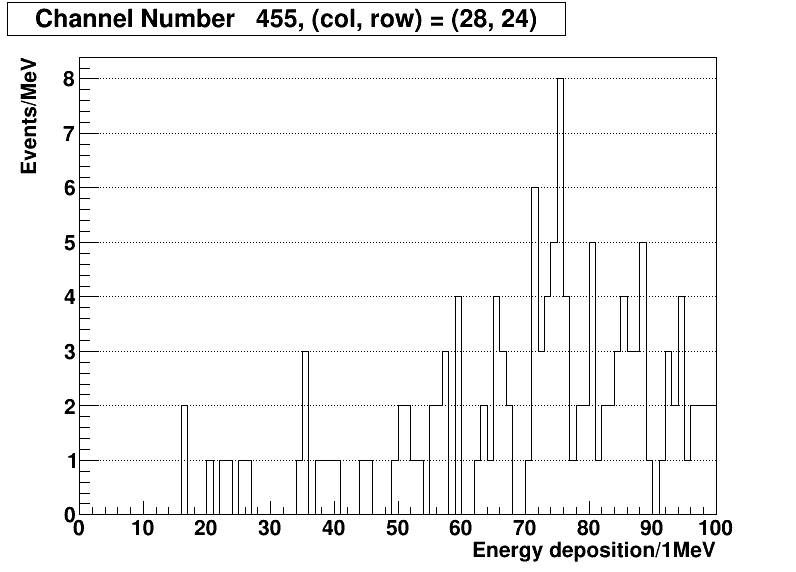 Channel Number   455, (col, row) = (28, 24)
Events/MeV
8
7
6
5
4
3
2
1
0
0 10 20 30 40 50 60 70 80 90 100
Energy deposition/1MeV